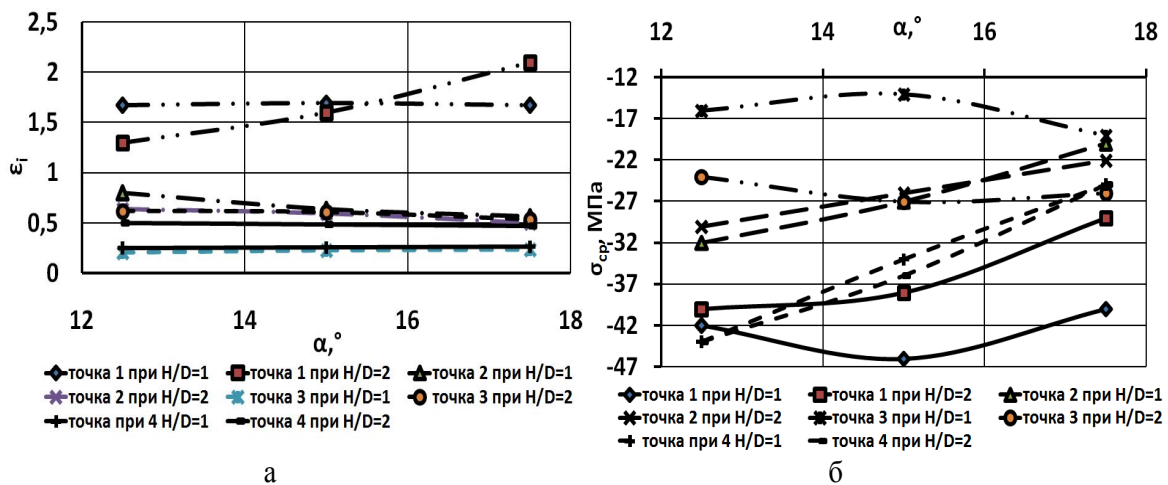 2,5
2
1,5
1
0,5
0
εi
12 14 16 18
α,°
точка 1 при H/D=1 точка 1 при H/D=2 точка 2 при H/D=1
точка 2 при H/D=2 точка 3 при H/D=1 точка 3 при H/D=2
точка при 4 H/D=1 точка 4 при H/D=2
а
12 14 α,° 16 18
-12
-17
-22
-27
-32
-37
-42
-47
σср, МПа
точка 1 при H/D=1 точка 1 при H/D=2 точка 2 при H/D=1
точка 2 при H/D=2 точка 3 при H/D=1 точка 3 при H/D=2
точка при 4 H/D=1 точка 4 при H/D=2
б